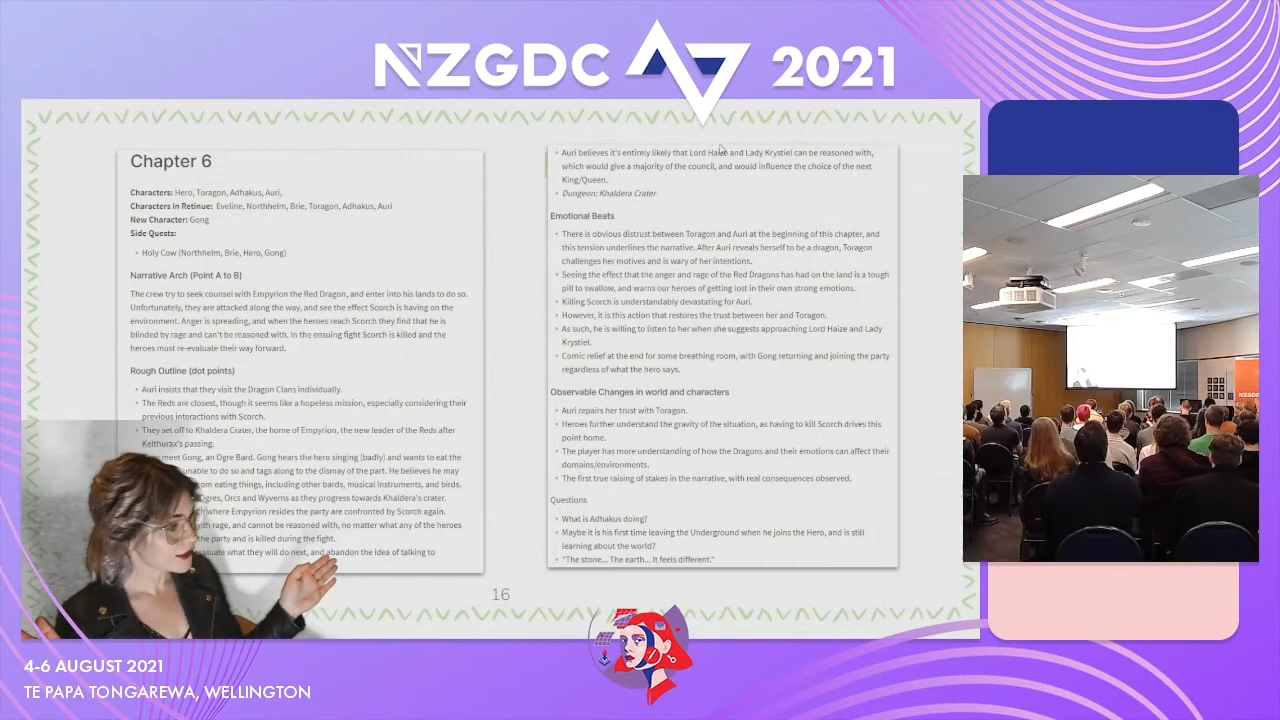 NZGDC 2021
Chapter 6
Characters: Hero, Toragon, Adhakus, Auri,
Characters in Retinue: Eveline, Northhelm, Brie, Toragon, Adhakus, Auri
New Character: Gong
Side Quests:
Holy Cow (Northhelm, Brie, Hero, Gong)
Narrative Arch (Point A to B)
The crew try to seek counsel with Empyrion the Red Dragon, and enter into his lands to do so.
Unfortunately, they are attacked along the way, and see the effect Scorch is having on the
environment. Anger is spreading, and when the heroes reach Scorch they find that he is
blinded by rage and can't be reasoned with. In the ensuing fight Scorch is killed and the
heroes must re-evaluate their way forward.
Rough Outline (dot points)
Auri insists that they visit the Dragon Clans individually.
The Reds are closest, though it seems like a hopeless mission, especially considering their
previous interactions with Scorch.
They set off to Khaldera Crater, the home of Empyrion, the new leader of the Reds after
Keithurax's passing.
meet Gong, an Ogre Bard. Gong hears the hero singing (badly) and wants to eat the
unable to do so and tags along to the dismay of the part. He believes he may
from eating things, including other bards, musical Instruments, and birds.
Ogres, Orcs and Wyverns as they progress towards Khaldera's crater.
where Empyrion resides the party are confronted by Scorch again.
with rage, and cannot be reasoned with, no matter what any of the heroes
the party and is killed during the fight.
what they will do next, and abandon the idea of talking to
Auri believes it's entirely likely that Lord Haize and Lady Krystiel can be reasoned with,
which would give a majority of the council, and would influence the choice of the next
King/Queen.
Dungeon: Khaldera Crater
Emotional Beats
There is obvious distrust between Toragon and Auri at the beginning of this chapter, and
this tension underlines the narrative. After Auri reveals herself to be a dragon, Toragon
challenges her motives and is wary of her intentions.
Seeing the effect that the anger and rage of the Red Dragons has had on the land is a tough
pill to swallow, and warns our heroes of getting lost in their own strong emotions.
Killing Scorch is understandably devastating for Auri.
However, it is this action that restores the trust between her and Toragon.
As such, he is willing to listen to her when she suggests approaching Lord Haize and Lady
Krystiel.
Comic relief at the end for some breathing room, with Gong returning and joining the party
regardless of what the hero says.
Observable Changes in world and characters
Auri repairs her trust with Toragon.
Heroes further understand the gravity of the situation, as having to kill Scorch drives this
point home.
The player has more understanding of how the Dragons and their emotions can affect their
domains/environments.
The first true raising of stakes in the narrative, with real consequences observed.
Questions
What is Adhakus doing?
Maybe it is his first time leaving the Underground when he joins the Hero, and is still
learning about the world?
"The stone... The earth... It feels different."
16
NZGDC
4-6 AUGUST 2021
TE PAPA TONGAREWA, WELLINGTON